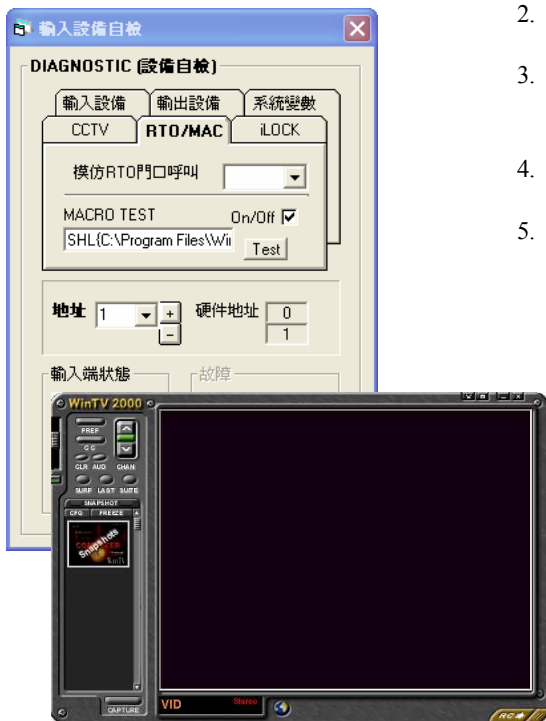 輸入設備自檢
2.
3.
4.
5.
DIAGNOSTIC (設備自檢)
輸入設備 輸出設備 系統變數
CCTV RTO/MAC iLOCK
模仿RTO門口呼叫
MACRO TEST On/Off
SHL{C:\Program Files\Wi
Test
地址 1 + - 硬件地址 0
1
輸入端狀態 故障
WinTV 2000
PREF
CC
CLR AUD CHAN
SURF LAST SUITE
SNAPSHOT
CFG FREEZE
Snapshots
WinTV
CAPTURE
VID Stereo
RC